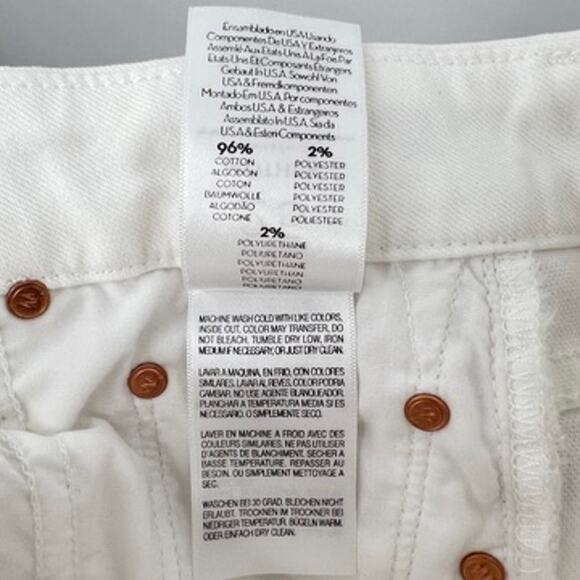 Ensamblado en USA Usando
Componentes De USA Y Extranjeros
Assemlé Aux Etats Unis A La Fois Par
Etats Unis Et Composants Etrangers
Gebaut In U.S.A. Sowohl Von
USA & Fremdkomponenten
Montado Em U.S.A. Por componentes
Ambos U.S.A & Estrangeiros
Assemblato In U.S.A. Sia da
U.S.A & Esteri Components
96% 2%
COTTON POLYESTER
ALGODÓN POLYESTER
COTON POLYESTER
BAUMWOLLE POLYESTER
ALGODÃO POLYESTER
COTONE POLIESTERE
2%
POLYURETHANE
POLIURETANO
POLYURETHANE
POLYURETHAN
POLIURETANO
MACHINE WASH COLD WITH LIKE COLORS,
INSIDE OUT, COLOR MAY TRANSFER, DO
NOT BLEACH. TUMBLE DRY LOW, IRON
MEDIUM IF NECESSARY, OR JUST DRY CLEAN.
LAVAR A MAQUINA, EN FRIO, CON COLORES
SIMILARES. LAVAR AL REVES, COLOR PODRIA
CAMBIAR. NO USE AGENTE BLANQUEADOR.
PLANCHAR A TEMPERATURA MEDIA SI ES
NECESARIO. O SIMPLEMENTE SECO.
LAVER EN MACHINE A FROID AVEC DES
COULEURS SIMILAIRES. NE PAS UTILISER
D'AGENTS DE BLANCHIMENT. SECHER A
BASSE TEMPERATURE. REPASSER AU
BESOIN. OU SIMPLEMENT METTOYAGE A
SEC.
WASCHEN BEI 30 GRAD. BLEICHEN NICHT
ERLAUBT. TROCKNEN IM TROCKNER BEI
NIEDRIGER TEMPERATUR. BÜGELN WARM.
ODER EINFACH DRY CLEAN.